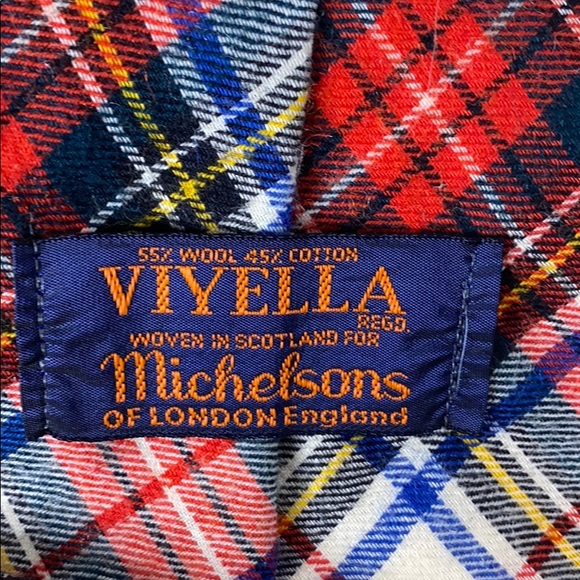 55% WOOL 45% COTTON
VIYELLA
REGD.
WOVEN IN SCOTLAND FOR
Michelsons
OF LONDON England